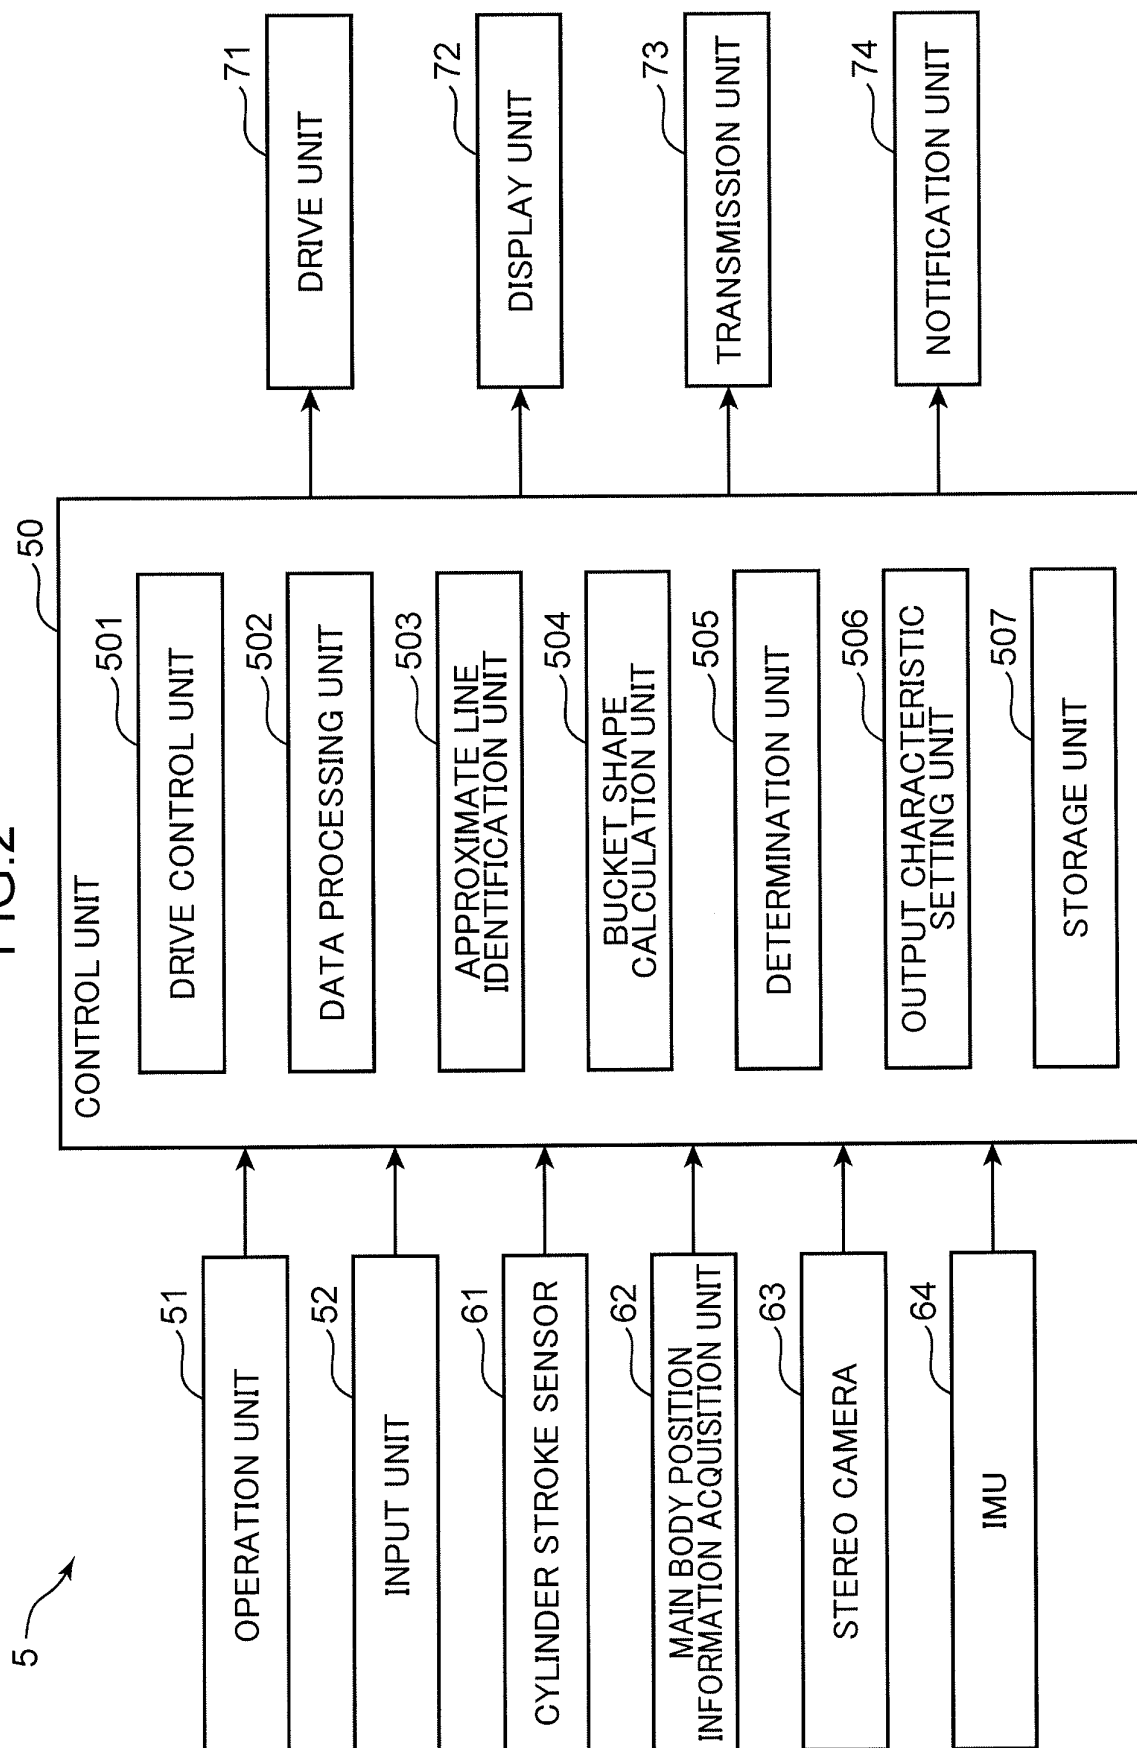 FIG.2
5
CONTROL UNIT
50
OPERATION UNIT
51
INPUT UNIT
52
CYLINDER STROKE SENSOR
61
MAIN BODY POSITION
INFORMATION ACQUISITION UNIT
62
STEREO CAMERA
63
IMU
64
DRIVE CONTROL UNIT
501
DATA PROCESSING UNIT
502
APPROXIMATE LINE
IDENTIFICATION UNIT
503
BUCKET SHAPE
CALCULATION UNIT
504
DETERMINATION UNIT
505
OUTPUT CHARACTERISTIC
SETTING UNIT
506
STORAGE UNIT
507
DRIVE UNIT
71
DISPLAY UNIT
72
TRANSMISSION UNIT
73
NOTIFICATION UNIT
74